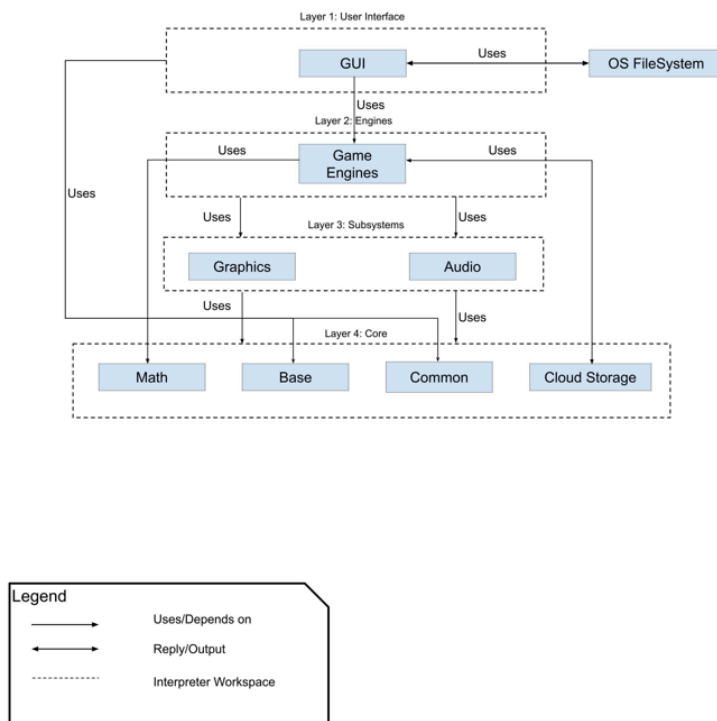 Layer 1: User Interface
GUI
Uses
OS FileSystem
Uses
Layer 2: Engines
Uses
Game
Engines
Uses
Uses
Uses
Layer 3: Subsystems
Uses
Graphics
Audio
Uses
Uses
Layer 4: Core
Math
Base
Common
Cloud Storage
Legend
Uses/Depends on
Reply/Output
Interpreter Workspace